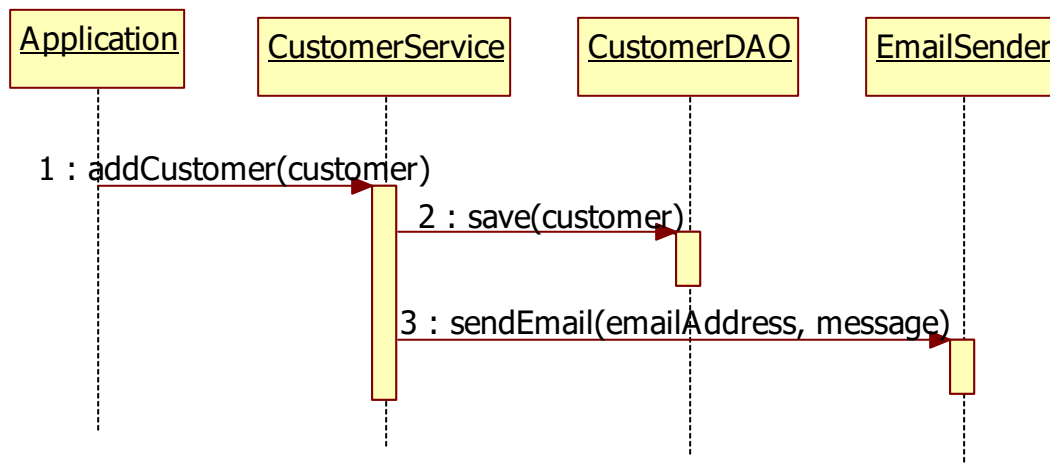 Application
CustomerService
CustomerDAO
EmailSender
1 : addCustomer(customer)
2 : save(customer)
3 : sendEmail(emailAddress, message)